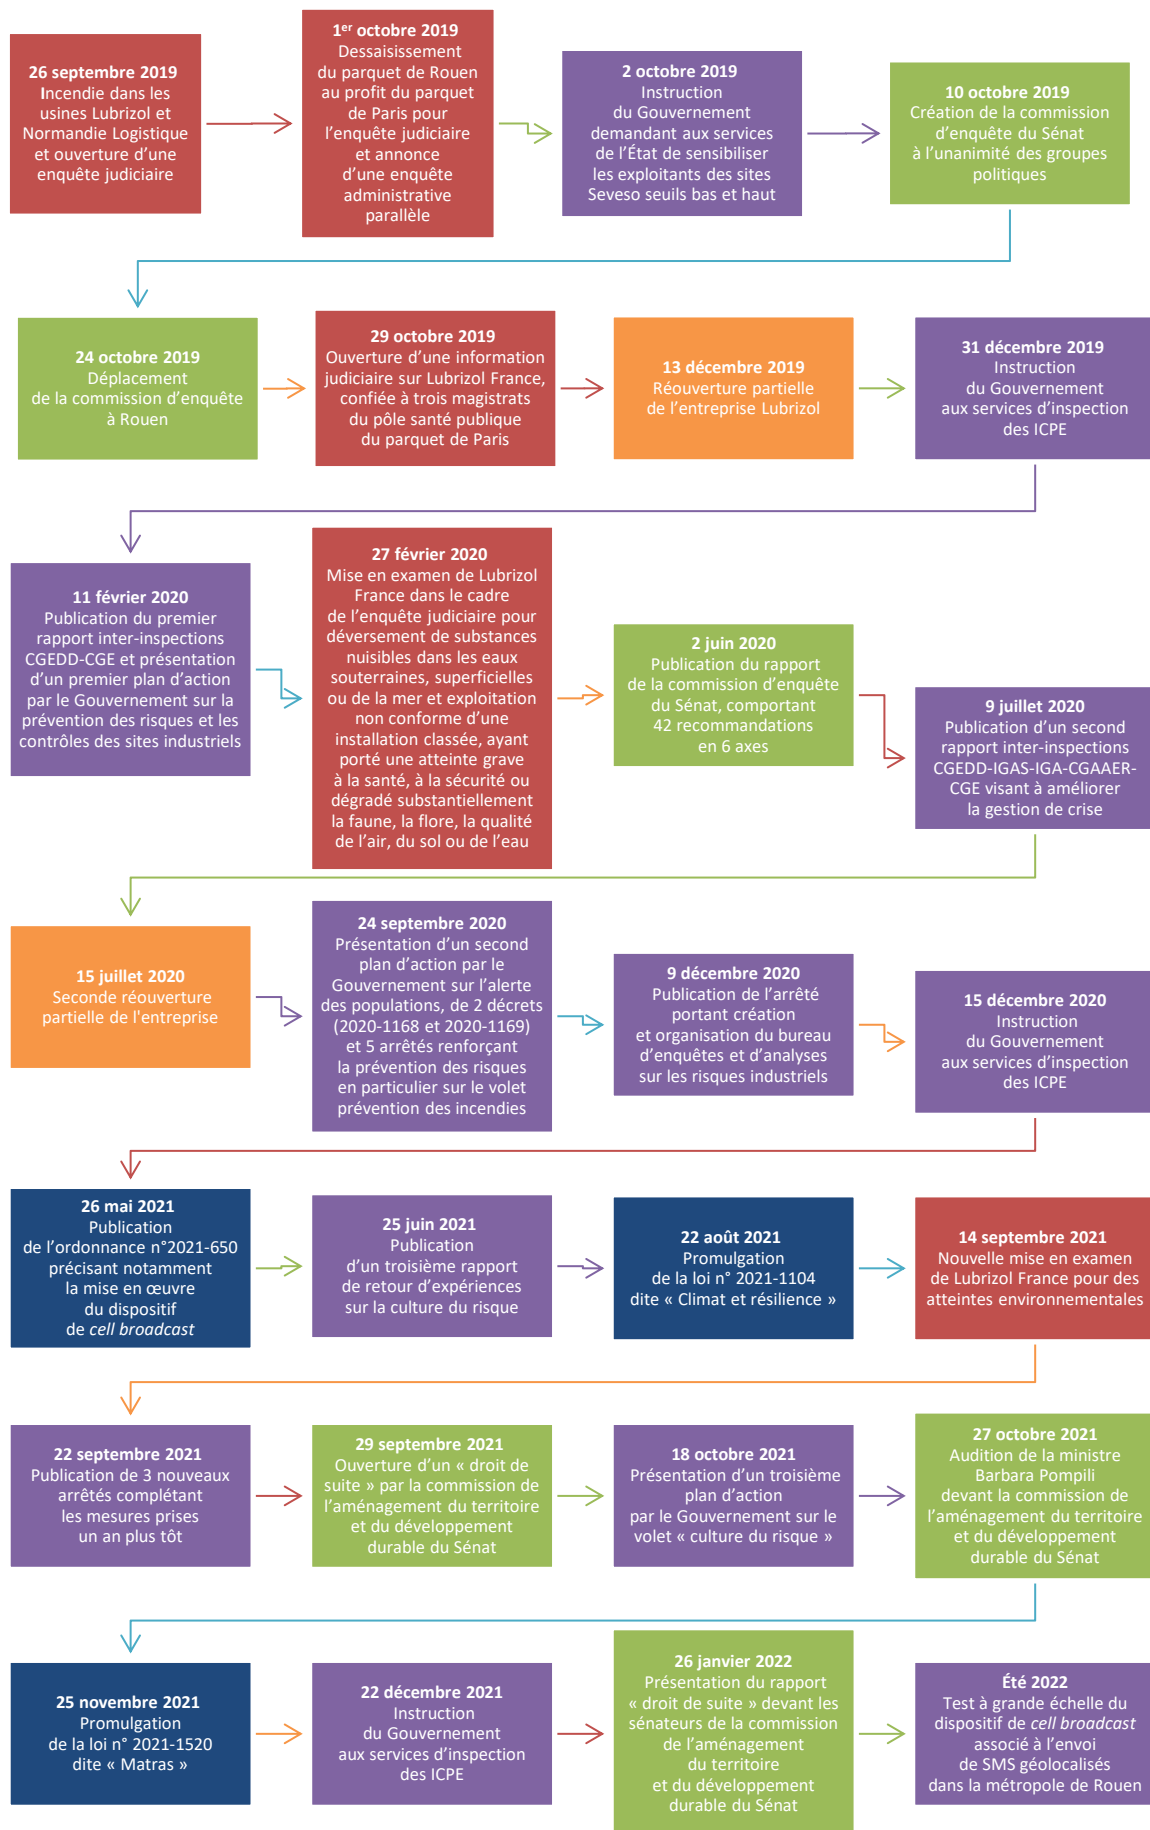 26 septembre 2019
Incendie dans les
usines Lubrizol et
Normandie Logistique
et ouverture d'une
enquête judiciaire
1er octobre 2019
Dessaisissement
du parquet de Rouen
au profit du parquet
de Paris pour
l'enquête judiciaire
et annonce
d'une enquête
administrative
parallèle
2 octobre 2019
Instruction
du Gouvernement
demandant aux services
de l'État de sensibiliser
les exploitants des sites
Seveso seuils bas et haut
10 octobre 2019
Création de la commission
d'enquête du Sénat
à l'unanimité des groupes
politiques
24 octobre 2019
Déplacement
de la commission d'enquête
à Rouen
29 octobre 2019
Ouverture d'une information
judiciaire sur Lubrizol France,
confiée à trois magistrats
du pôle santé publique
du parquet de Paris
13 décembre 2019
Réouverture partielle
de l'entreprise Lubrizol
31 décembre 2019
Instruction
du Gouvernement
aux services d'inspection
des ICPE
11 février 2020
Publication du premier
rapport inter-inspections
CGEDD-CGE et présentation
d'un premier plan d'action
par le Gouvernement sur la
prévention des risques et les
contrôles des sites industriels
27 février 2020
Mise en examen de Lubrizol
France dans le cadre
de l'enquête judiciaire pour
déversement de substances
nuisibles dans les eaux
souterraines, superficielles
ou de la mer et exploitation
non conforme d'une
installation classée, ayant
porté une atteinte grave
à la santé, à la sécurité ou
dégradé substantiellement
la faune, la flore, la qualité
de l'air, du sol ou de l'eau
2 juin 2020
Publication du rapport
de la commission d'enquête
du Sénat, comportant
42 recommandations
en 6 axes
9 juillet 2020
Publication d'un second
rapport inter-inspections
CGEDD-IGAS-IGA-CGAAER-
CGE visant à améliorer
la gestion de crise
15 juillet 2020
Seconde réouverture
partielle de l'entreprise
24 septembre 2020
Présentation d'un second
plan d'action par le
Gouvernement sur l'alerte
des populations, de 2 décrets
(2020-1168 et 2020-1169)
et 5 arrêtés renforçant
la prévention des risques
en particulier sur le volet
prévention des incendies
9 décembre 2020
Publication de l'arrêté
portant création
et organisation du bureau
d'enquêtes et d'analyses
sur les risques industriels
15 décembre 2020
Instruction
du Gouvernement
aux services d'inspection
des ICPE
26 mai 2021
Publication
de l'ordonnance n°2021-650
précisant notamment
la mise en œuvre
du dispositif
de cell broadcast
25 juin 2021
Publication
d'un troisième rapport
de retour d'expériences
sur la culture du risque
22 août 2021
Promulgation
de la loi n° 2021-1104
dite « Climat et résilience »
14 septembre 2021
Nouvelle mise en examen
de Lubrizol France pour des
atteintes environnementales
22 septembre 2021
Publication de 3 nouveaux
arrêtés complétant
les mesures prises
un an plus tôt
29 septembre 2021
Ouverture d'un « droit de
suite » par la commission de
l'aménagement du territoire
et du développement
durable du Sénat
18 octobre 2021
Présentation d'un troisième
plan d'action
par le Gouvernement sur le
volet « culture du risque »
27 octobre 2021
Audition de la ministre
Barbara Pompili
devant la commission de
l'aménagement du territoire
et du développement
durable du Sénat
25 novembre 2021
Promulgation
de la loi n° 2021-1520
dite « Matras »
22 décembre 2021
Instruction
du Gouvernement
aux services d'inspection
des ICPE
26 janvier 2022
Présentation du rapport
« droit de suite » devant les
sénateurs de la commission
de l'aménagement
du territoire
et du développement
durable du Sénat
Été 2022
Test à grande échelle du
dispositif de cell broadcast
associé à l'envoi
de SMS géolocalisés
dans la métropole de Rouen